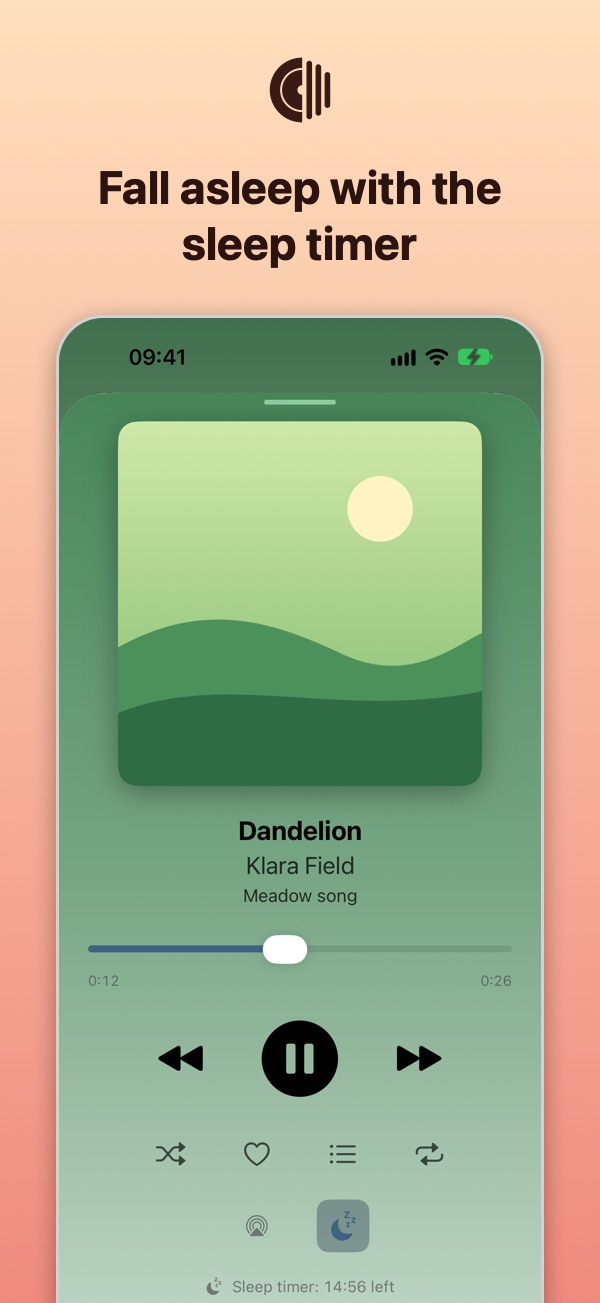 Fall asleep with the
sleep timer
09:41
Dandelion
Klara Field
Meadow song
0:12
0:26
Sleep timer: 14:56 left